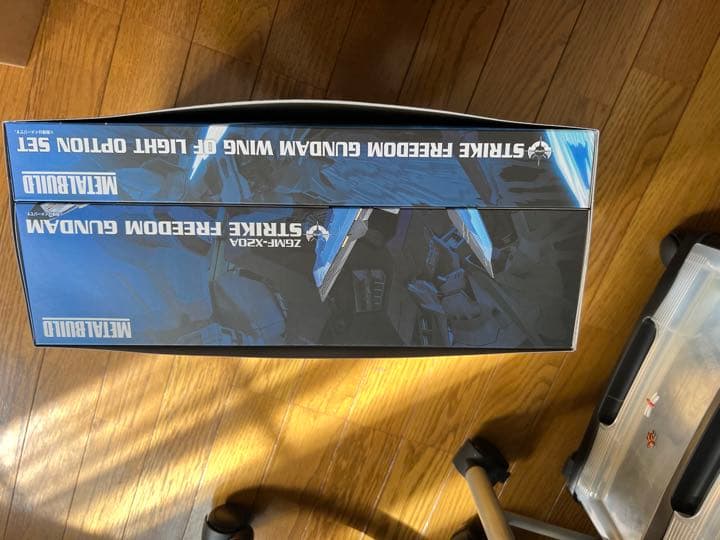 METALBUILD
ZGMF-X20A
STRIKE FREEDOM GUNDAM
METALBUILD
STRIKE FREEDOM GUNDAM WING OF LIGHT OPTION SET